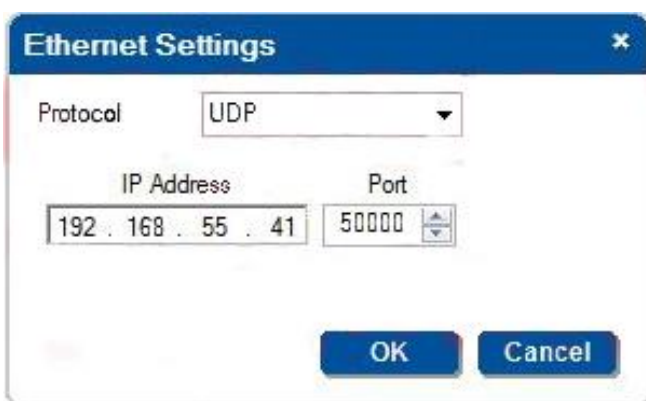 Ethernet Settings ×
Protocol UDP
IP Address Port
192 . 168 . 55 . 41 50000
OK Cancel